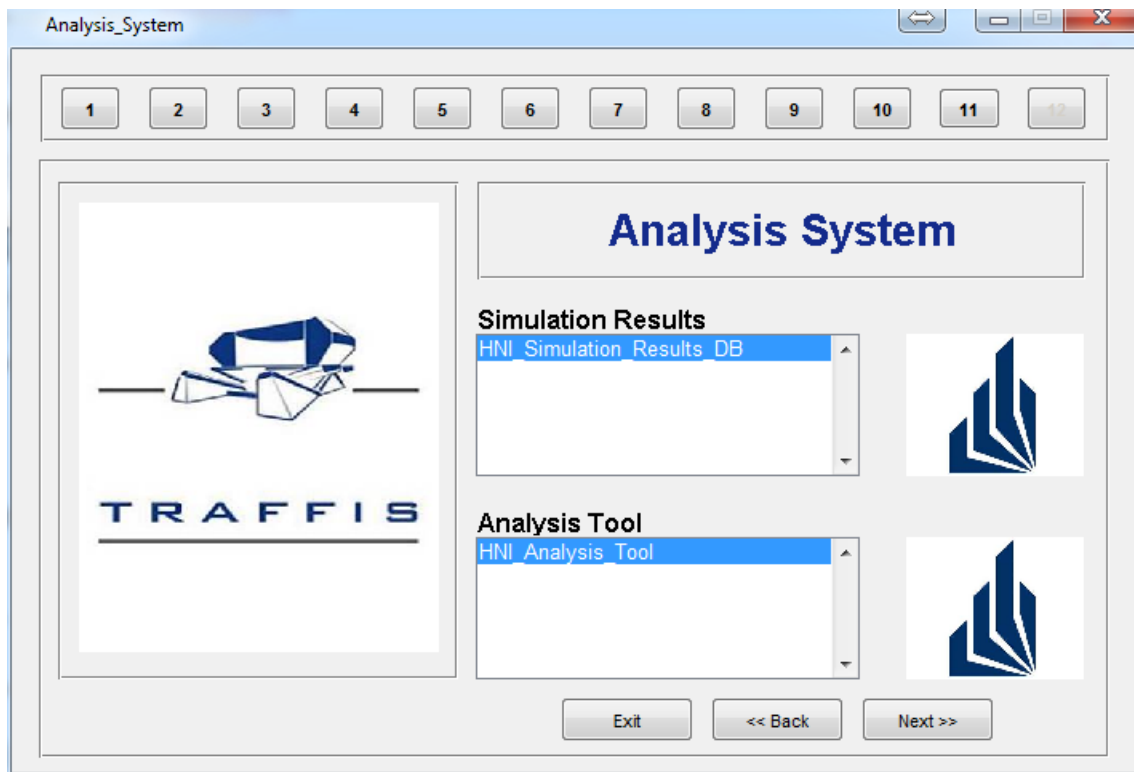 Analysis_System
1 2 3 4 5 6 7 8 9 10 11 12
Analysis System
Simulation Results
HNI_Simulation_Results_DB
TRAFFIS
Analysis Tool
HNI_Analysis_Tool
Exit << Back Next >>